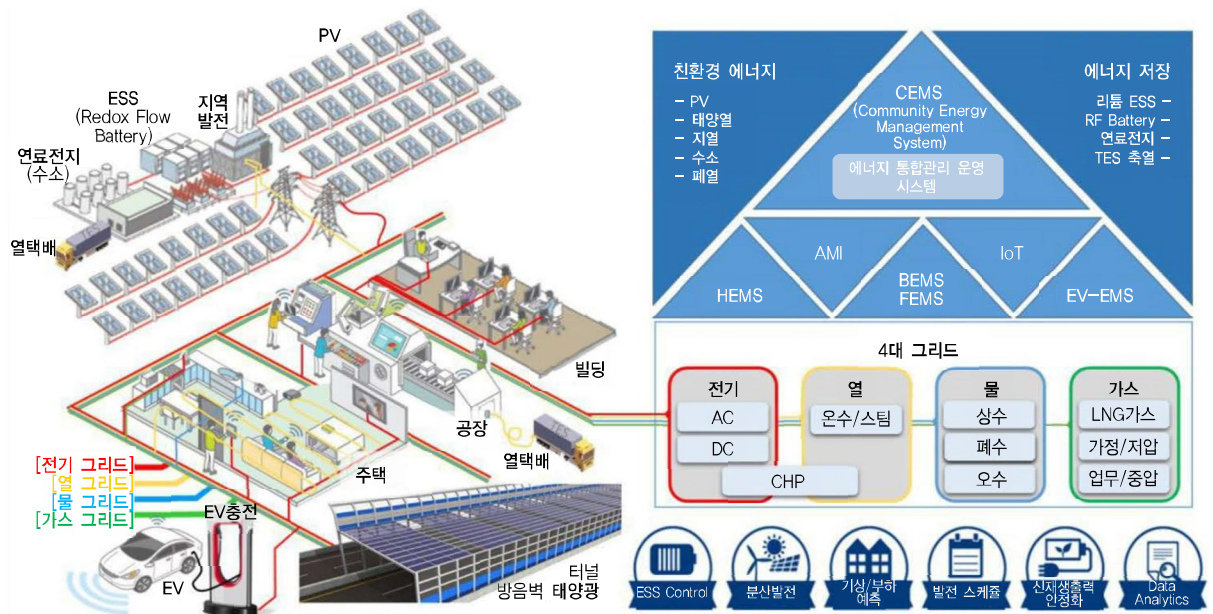 PV
ESS
(Redox Flow
Battery)
지역
발전
연료전지
(수소)
열택배
빌딩
공장
TES
열택배
주택
[전기 그리드]
[열 그리드]
[물 그리드]
[가스 그리드]
EV충전
EV
터널
방음벽 태양광
친환경 에너지
– PV
– 태양열
– 지열
– 수소
– 폐열
에너지 저장
리튬 ESS –
RF Battery –
연료전지 –
TES 축열 –
CEMS
(Community Energy
Management
System)
에너지 통합관리 운영
시스템
AMI
IoT
HEMS
BEMS
FEMS
EV–EMS
4대 그리드
전기
AC
DC
CHP
열
온수/스팀
물
상수
폐수
오수
가스
LNG가스
가정/저압
업무/중압
ESS Control
분산발전
기상/부하
예측
발전 스케쥴
신재생출력
안정화
Data
Analytics